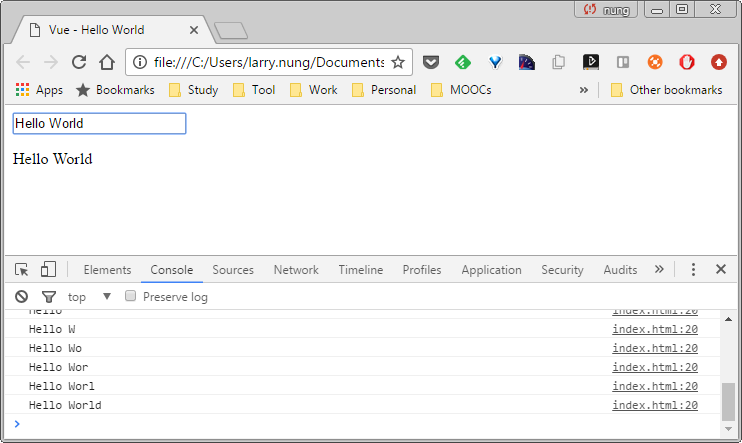 nung
Vue - Hello World
file:///C:/Users/larry.nung/Documents
Apps Bookmarks Study Tool Work Personal MOOCs » Other bookmarks
Hello World
Hello World
Elements Console Sources Network Timeline Profiles Application Security Audits »
top Preserve log
Hello index.html:20
Hello W index.html:20
Hello Wo index.html:20
Hello Wor index.html:20
Hello Worl index.html:20
Hello World index.html:20
>